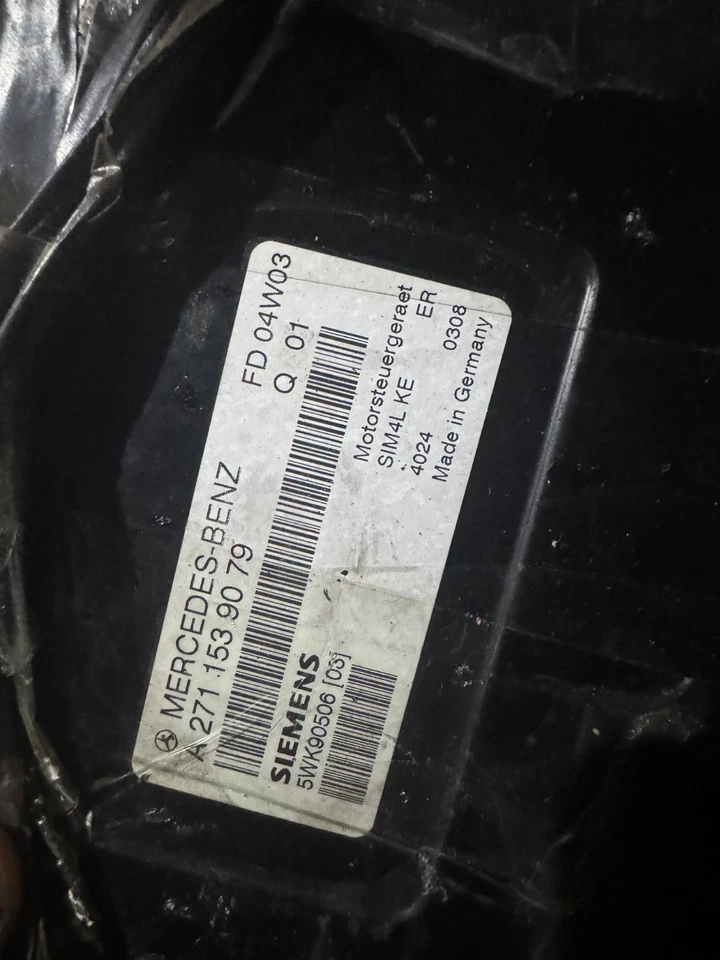 MERCEDES-BENZ FD 04W03
A 271 153 90 79 Q 01
SIEMENS
5WK90506 [03]
Motorsteuergeraet
SIM4L KE ER
4024 0308
Made in Germany